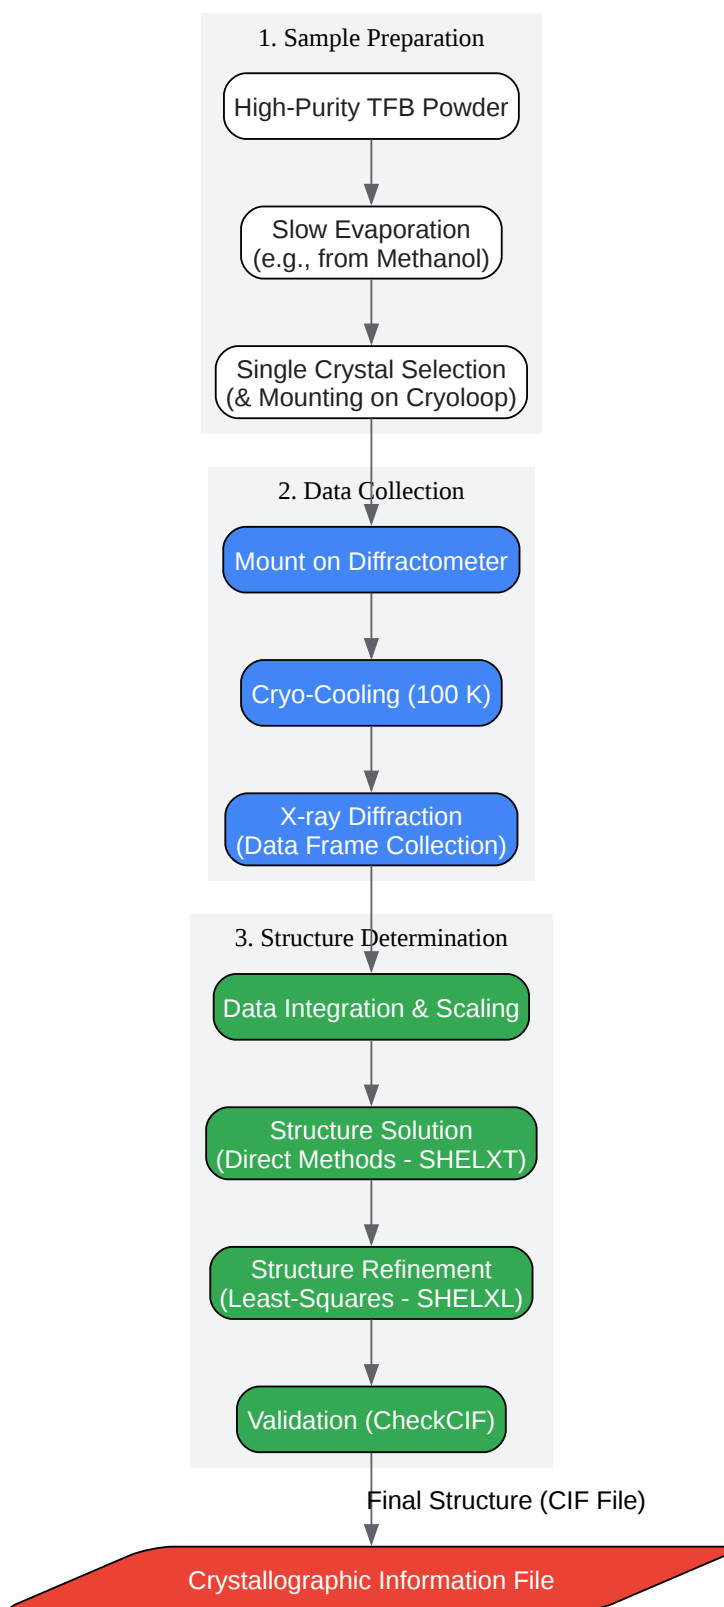 1. Sample Preparation
High-Purity TFB Powder
Slow Evaporation
(e.g., from Methanol)
Single Crystal Selection
(& Mounting on Cryoloop)
2. Data Collection
Mount on Diffractometer
Cryo-Cooling (100 K)
X-ray Diffraction
(Data Frame Collection)
3. Structure Determination
Data Integration & Scaling
Structure Solution
(Direct Methods - SHELXT)
Structure Refinement
(Least-Squares - SHELXL)
Validation (CheckCIF)
Final Structure (CIF File)
Crystallographic Information File